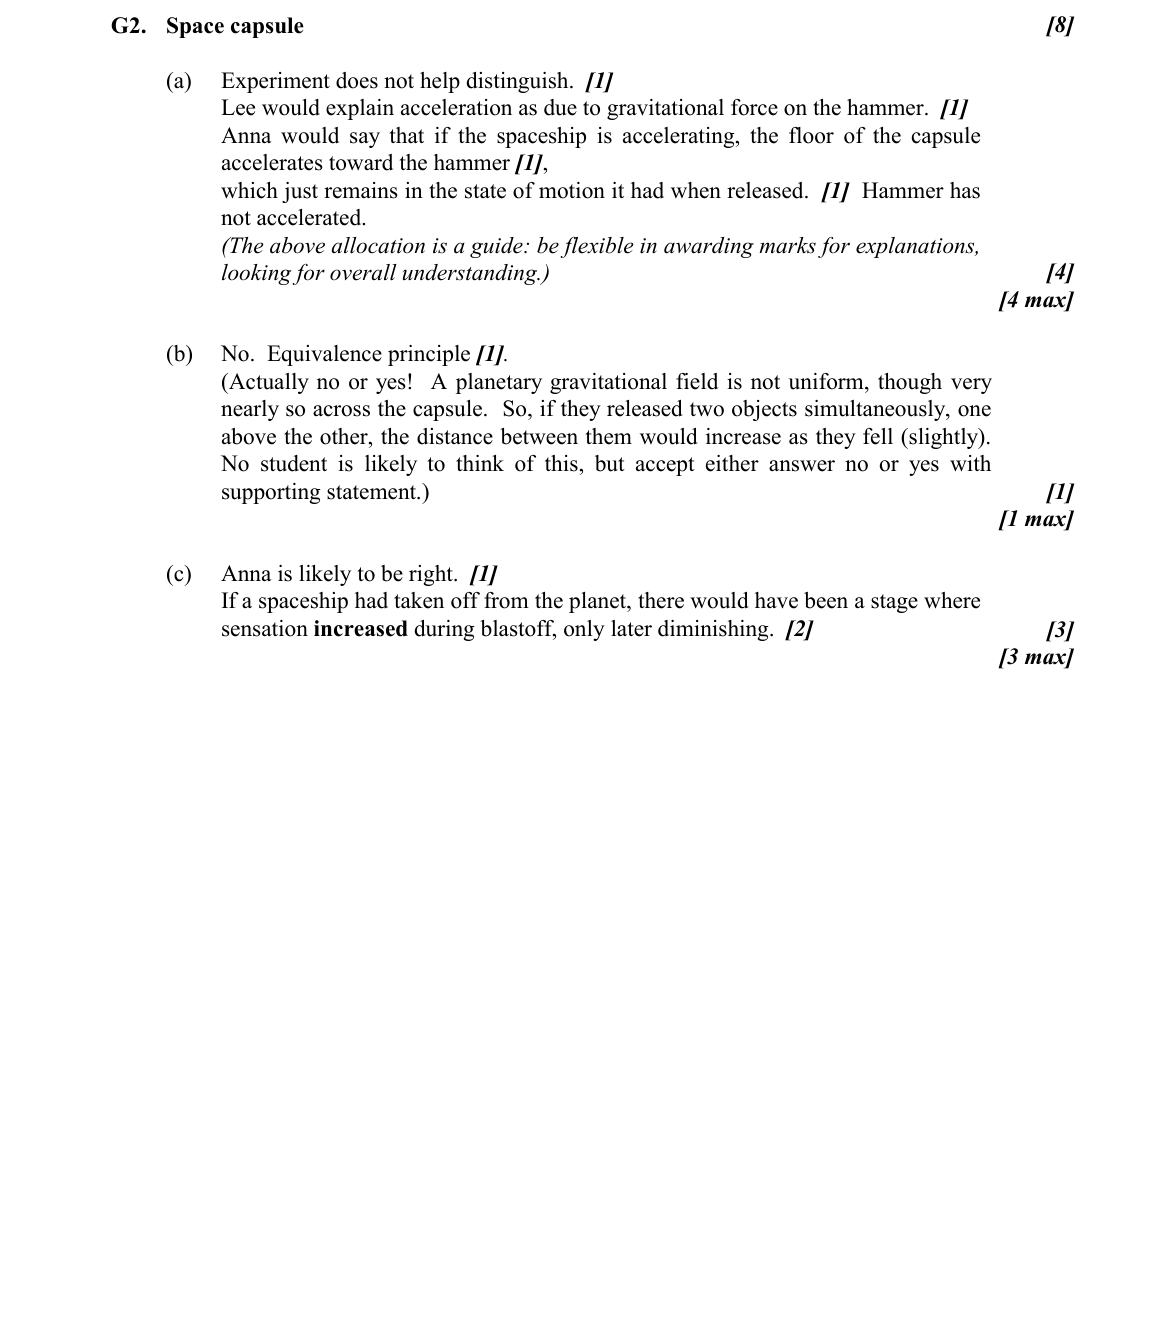 G2. Space capsule [8]
(a) Experiment does not help distinguish. [1]
Lee would explain acceleration as due to gravitational force on the hammer. [1]
Anna would say that if the spaceship is accelerating, the floor of the capsule
accelerates toward the hammer [1],
which just remains in the state of motion it had when released. [1] Hammer has
not accelerated.
(The above allocation is a guide: be flexible in awarding marks for explanations,
looking for overall understanding.) [4]
[4 max]
(b) No. Equivalence principle [1].
(Actually no or yes! A planetary gravitational field is not uniform, though very
nearly so across the capsule. So, if they released two objects simultaneously, one
above the other, the distance between them would increase as they fell (slightly).
No student is likely to think of this, but accept either answer no or yes with
supporting statement.) [1]
[1 max]
(c) Anna is likely to be right. [1]
If a spaceship had taken off from the planet, there would have been a stage where
sensation increased during blastoff, only later diminishing. [2] [3]
[3 max]